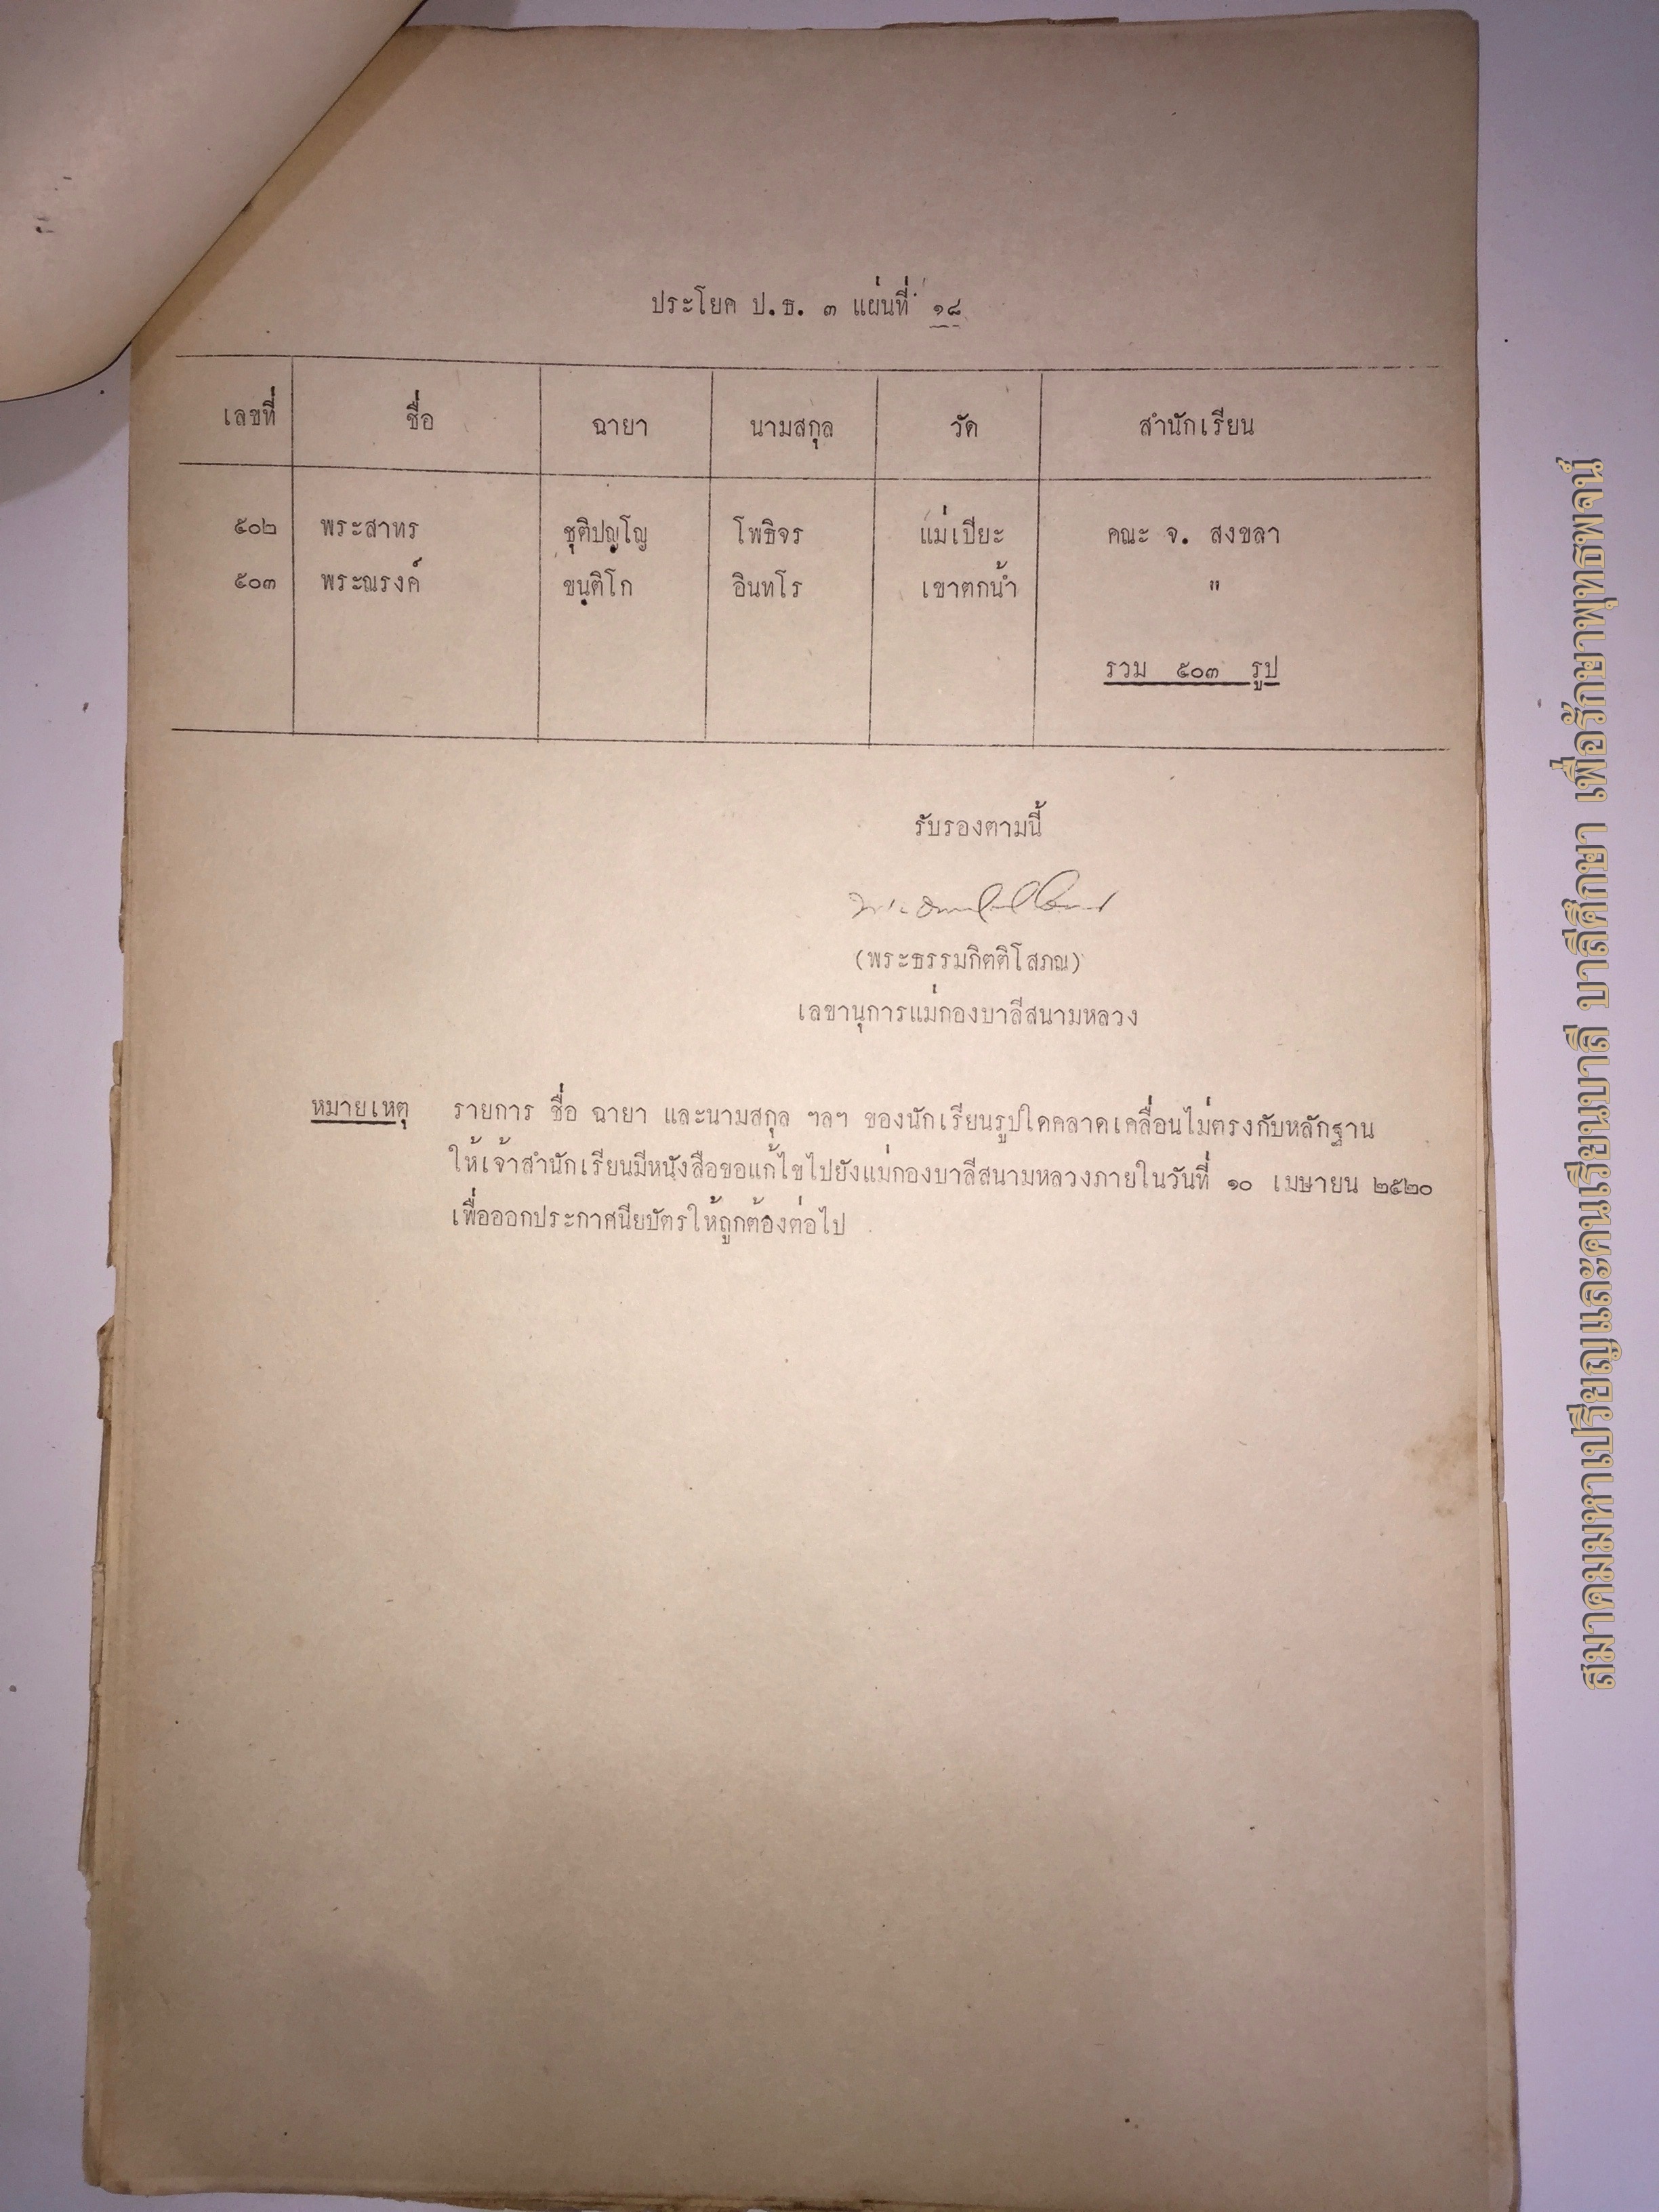 ประโยค ป.ธ. ๓ แผ่นที่ ๑๘
เลขที่ ชื่อ ฉายา นามสกุล วัด สำนักเรียน
๕๐๒ พระสาทร ชุติปญฺโญ โพธิจร แม่เปียะ คณะ จ. สงขลา
๕๐๓ พระณรงค์ ขนฺติโก อินทโร เขาตกน้ำ "
รวม ๕๐๓ รูป
รับรองตามนี้
(พระธรรมกิตติโสภณ)
เลขานุการแม่กองบาลีสนามหลวง
หมายเหตุ รายการ ชื่อ ฉายา และนามสกุล ฯลฯ ของนักเรียนรูปใดคลาดเคลื่อนไม่ตรงกับหลักฐาน
ให้เจ้าสำนักเรียนมีหนังสือขอแก้ไขไปยังแม่กองบาลีสนามหลวงภายในวันที่ ๑๐ เมษายน ๒๕๒๐
เพื่อออกประกาศนียบัตรให้ถูกต้องต่อไป
สมาคมมหาเปรียญและคนเรียนบาลี บาลีศึกษา เพื่อรักษาพุทธพจน์